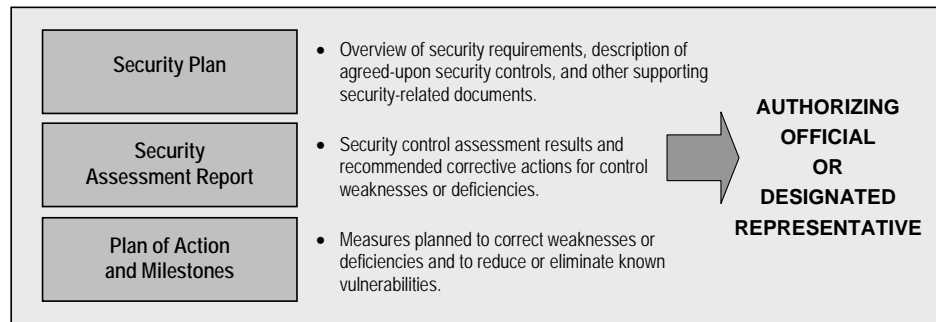 Security Plan
• Overview of security requirements, description of
agreed-upon security controls, and other supporting
security-related documents.
Security
Assessment Report
• Security control assessment results and
recommended corrective actions for control
weaknesses or deficiencies.
Plan of Action
and Milestones
• Measures planned to correct weaknesses or
deficiencies and to reduce or eliminate known
vulnerabilities.
AUTHORIZING
OFFICIAL
OR
DESIGNATED
REPRESENTATIVE